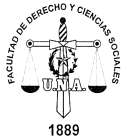 FACULTAD DE DERECHO Y CIENCIAS SOCIALES
U.N.A.
1889